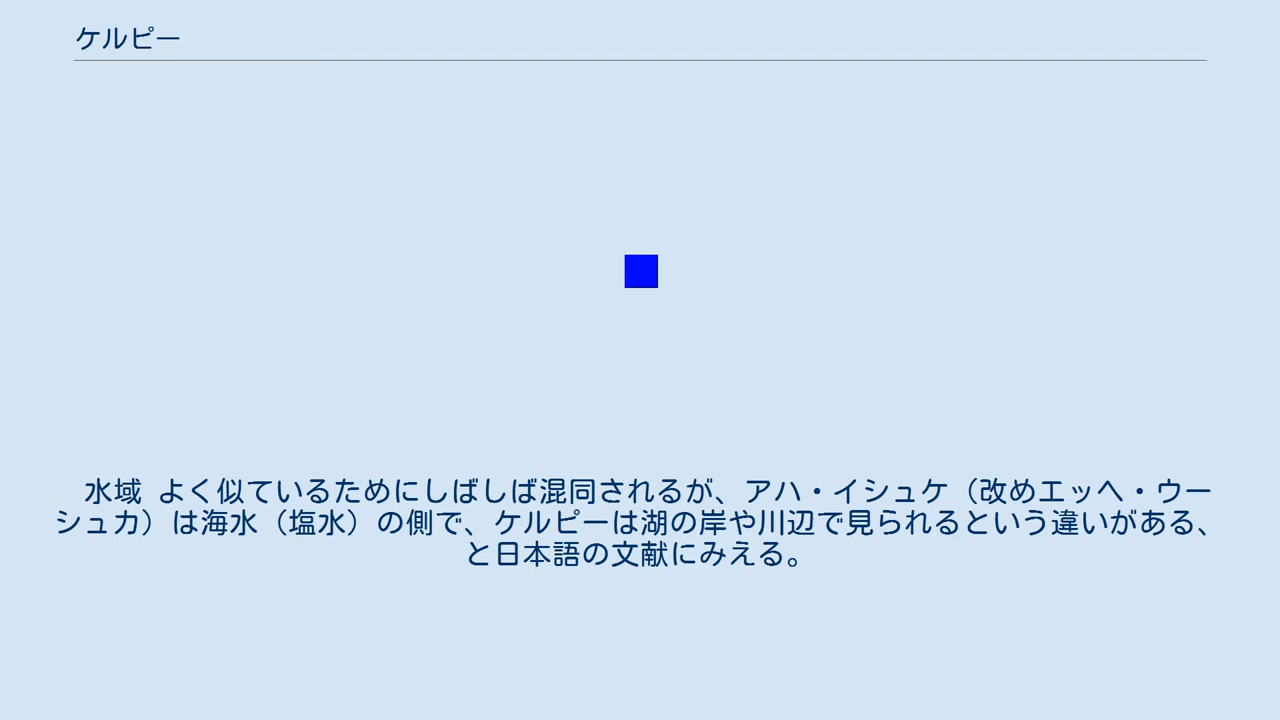 ケルピー
水域 よく似ているためにしばしば混同されるが、アハ・イシュケ（改めエッヘ・ウー
シュカ）は海水（塩水）の側で、ケルピーは湖の岸や川辺で見られるという違いがある、
と日本語の文献にみえる。